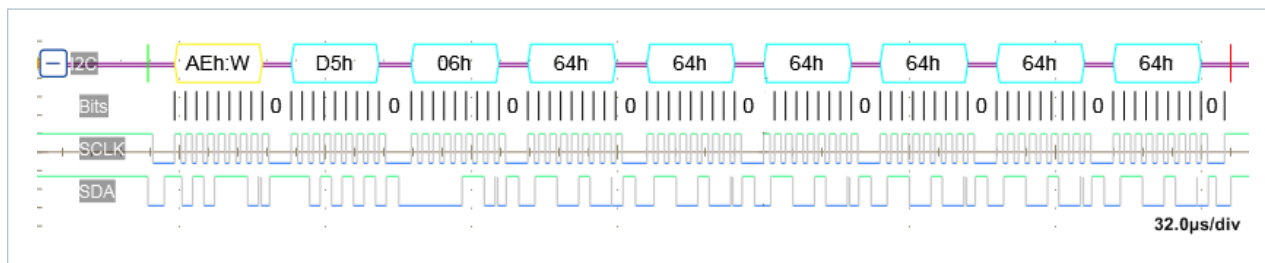 I2C AEh:W D5h 06h 64h 64h 64h 64h 64h 64h
Bits 0 0 0 0 0 0 0 0 0
SCLK
SDA
32.0µs/div